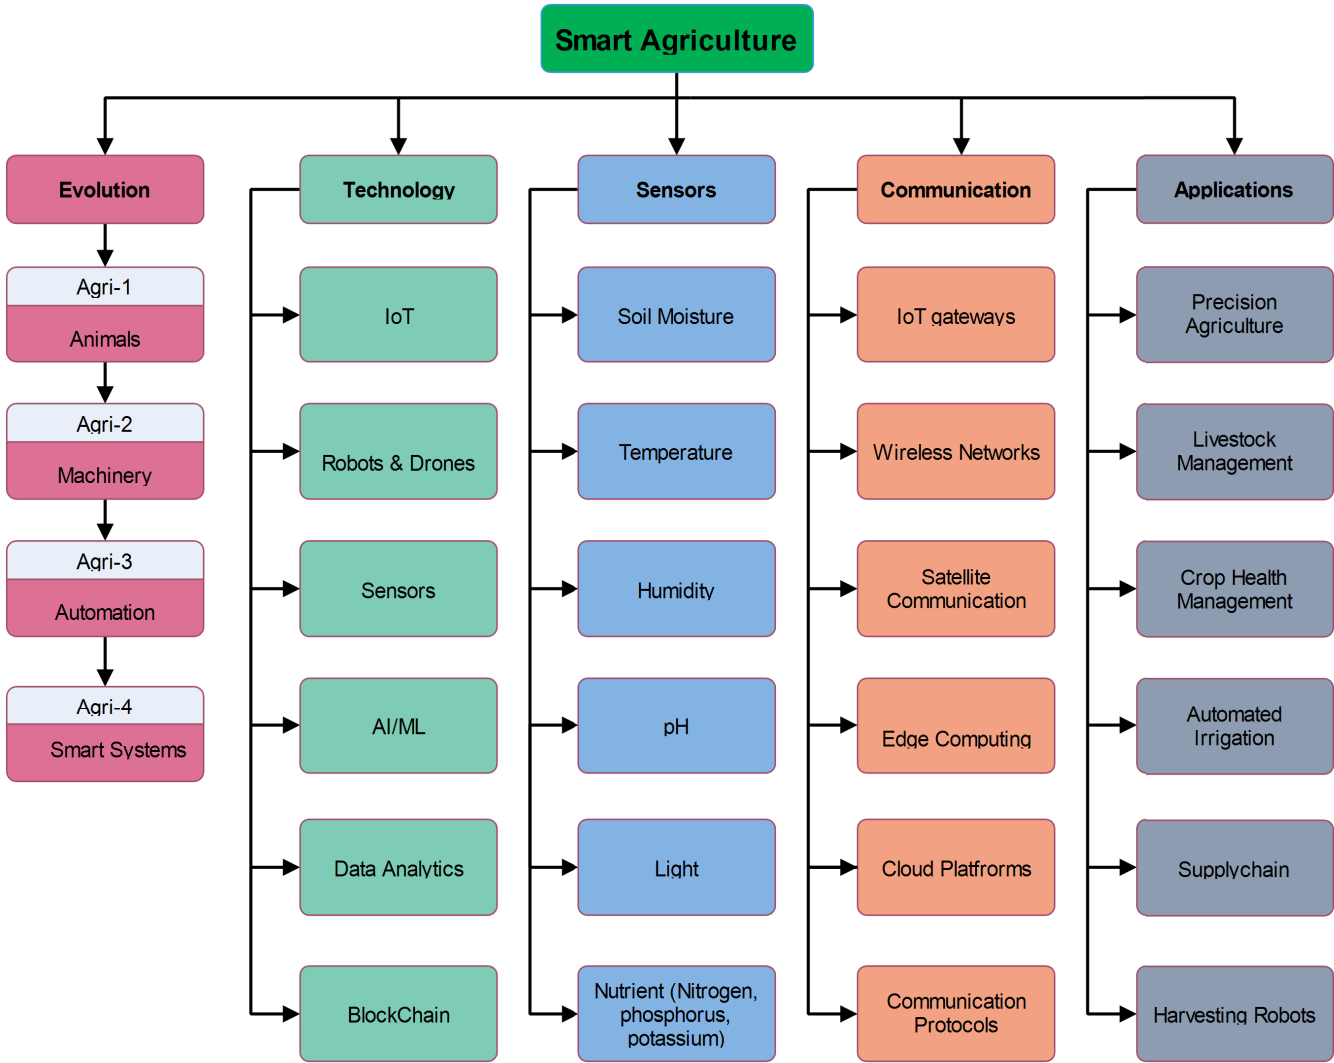 Smart Agriculture
Evolution
Agri-1
Animals
Agri-2
Machinery
Agri-3
Automation
Agri-4
Smart Systems
Technology
IoT
Robots & Drones
Sensors
AI/ML
Data Analytics
BlockChain
Sensors
Soil Moisture
Temperature
Humidity
pH
Light
Nutrient (Nitrogen,
phosphorus,
potassium)
Communication
IoT gateways
Wireless Networks
Satellite
Communication
Edge Computing
Cloud Platfroms
Communication
Protocols
Applications
Precision
Agriculture
Livestock
Management
Crop Health
Management
Automated
Irrigation
Supplychain
Harvesting Robots